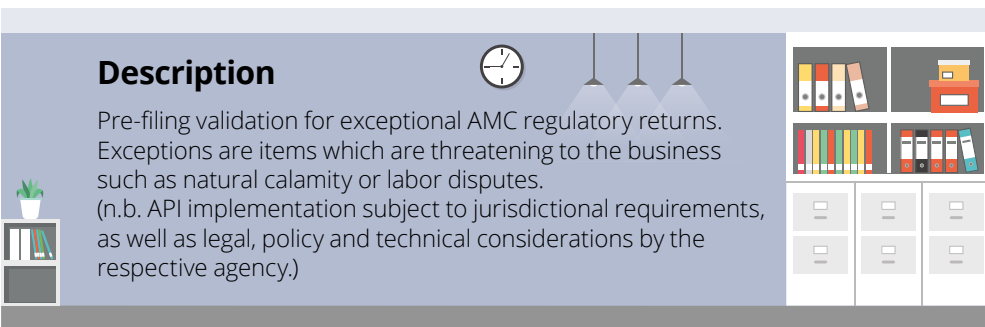 Description
Pre-filing validation for exceptional AMC regulatory returns.
Exceptions are items which are threatening to the business
such as natural calamity or labor disputes.
(n.b. API implementation subject to jurisdictional requirements,
as well as legal, policy and technical considerations by the
respective agency.)